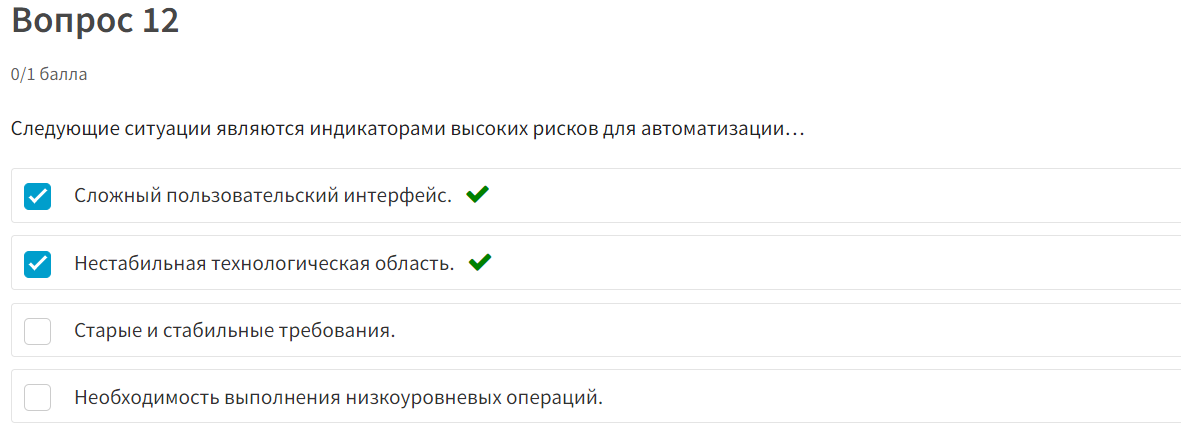 Вопрос 12
0/1 балла
Следующие ситуации являются индикаторами высоких рисков для автоматизации…
Сложный пользовательский интерфейс.
Нестабильная технологическая область.
Старые и стабильные требования.
Необходимость выполнения низкоуровневых операций.